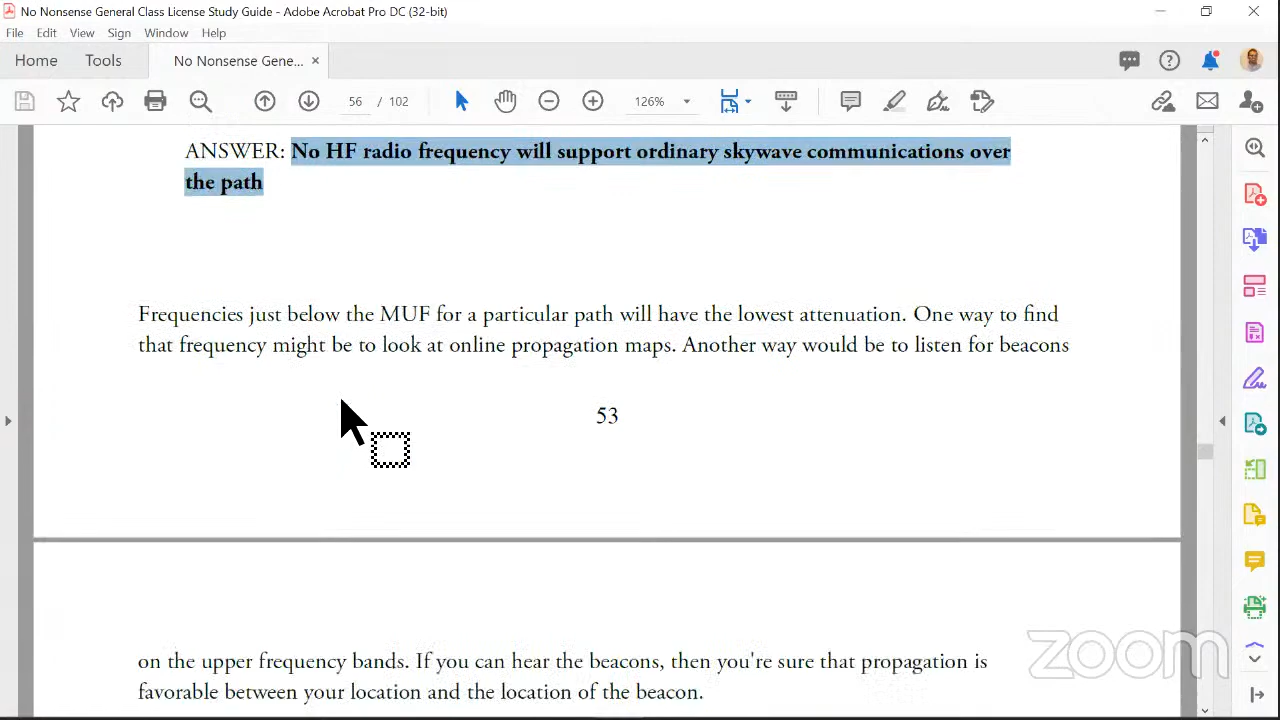 No Nonsense General Class License Study Guide - Adobe Acrobat Pro DC (32-bit)
File Edit View Sign Window Help
Home Tools No Nonsense Gene... ×
56 / 102 126%
ANSWER: No HF radio frequency will support ordinary skywave communications over
the path
Frequencies just below the MUF for a particular path will have the lowest attenuation. One way to find
that frequency might be to look at online propagation maps. Another way would be to listen for beacons
53
on the upper frequency bands. If you can hear the beacons, then you're sure that propagation is
favorable between your location and the location of the beacon.
zoom